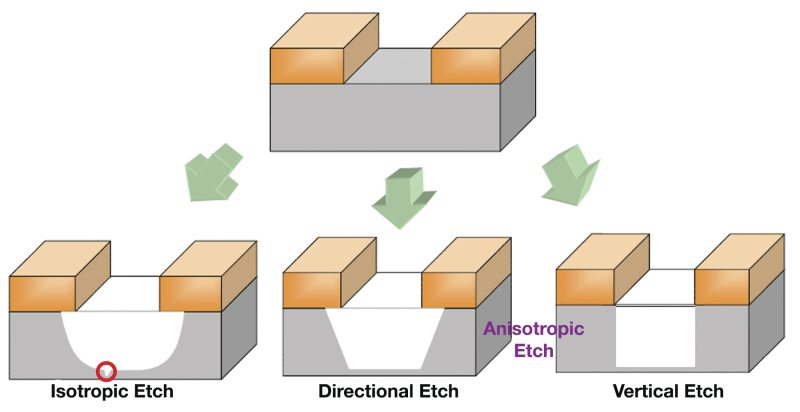 Anisotropic
Etch
Isotropic Etch
Directional Etch
Vertical Etch